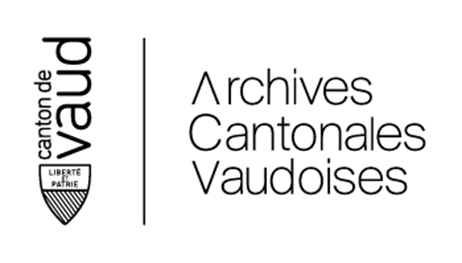 canton de
vaud
LIBERTÉ
ET
PATRIE
Archives
Cantonales
Vaudoises